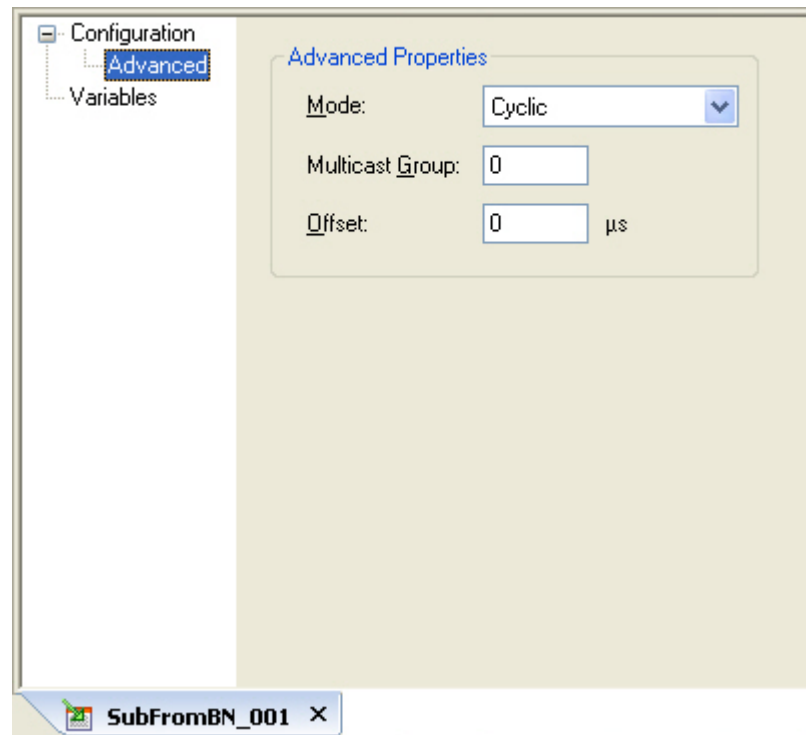 Configuration
Advanced
Variables
Advanced Properties
Mode: Cyclic
Multicast Group: 0
Offset: 0 µs
SubFromBN_001 ×